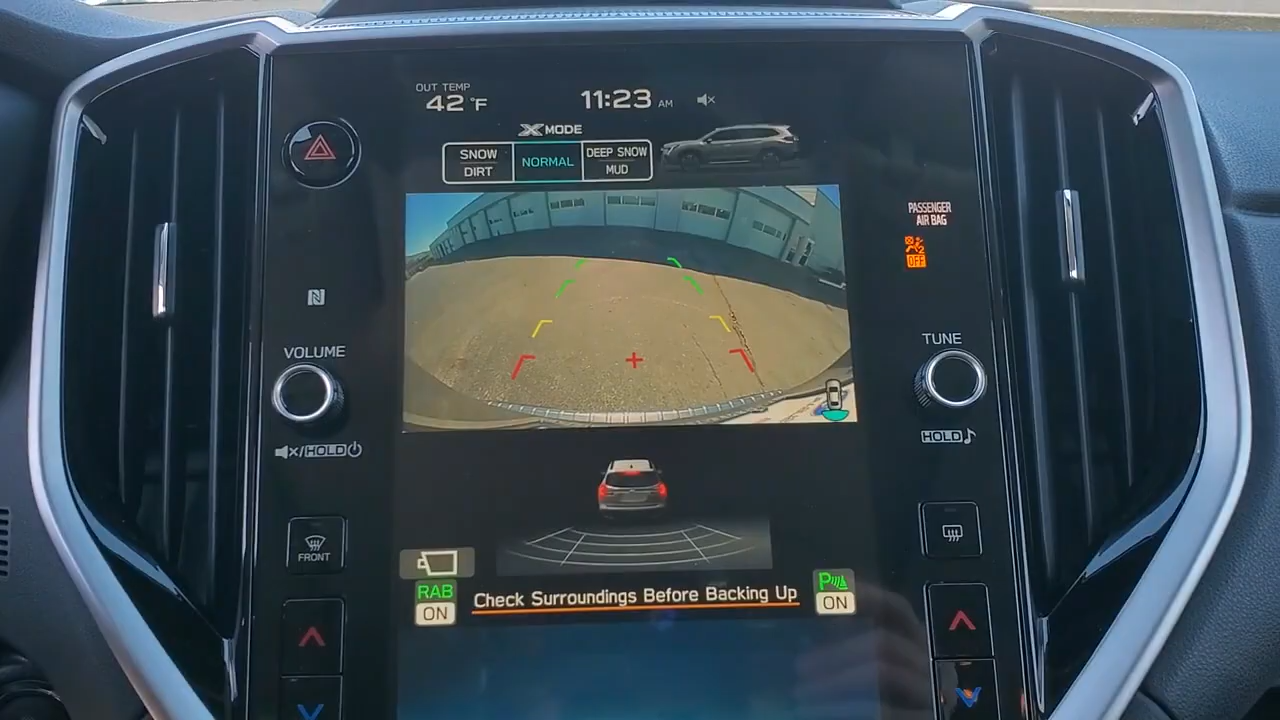 OUT TEMP
42 °F
11:23 AM
X MODE
SNOW
DIRT
NORMAL
DEEP SNOW
MUD
PASSENGER
AIR BAG
OFF
VOLUME
/HOLD
TUNE
HOLD
FRONT
RAB
ON
Check Surroundings Before Backing Up
P
ON